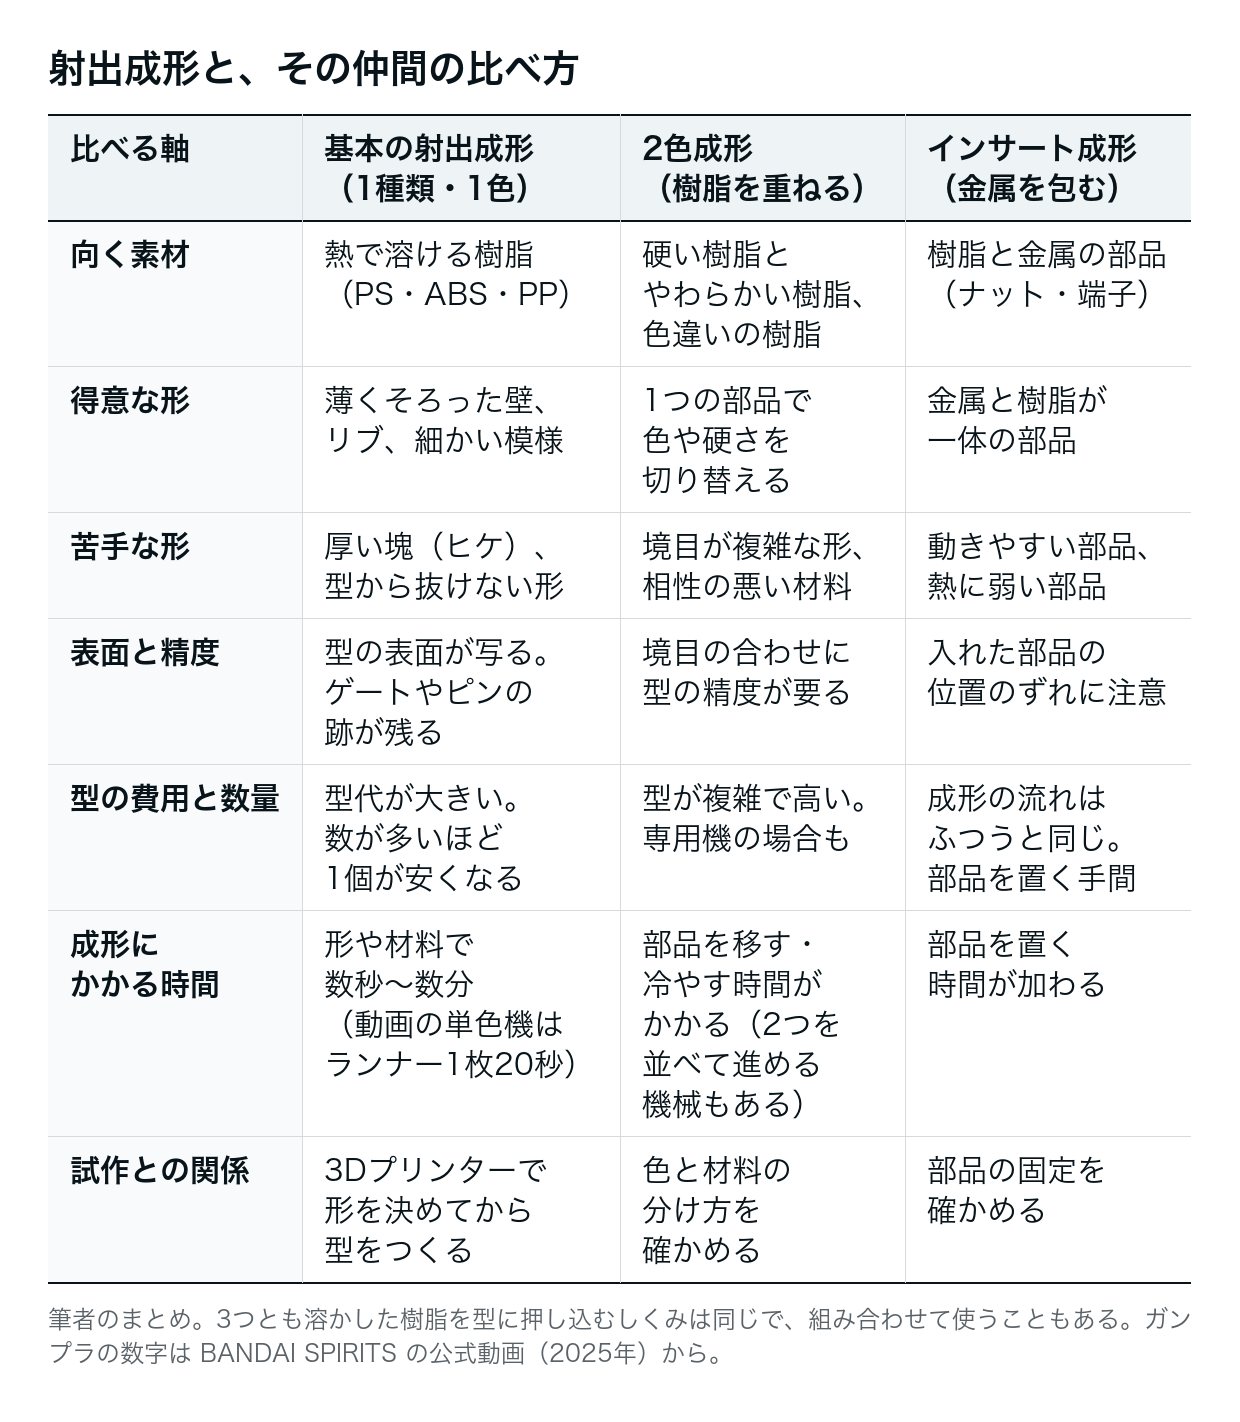 射出成形と、その仲間の比べ方
比べる軸
基本の射出成形
（1種類・1色）
2色成形
（樹脂を重ねる）
インサート成形
（金属を包む）
向く素材
熱で溶ける樹脂
（PS・ABS・PP）
硬い樹脂と
やわらかい樹脂、
色違いの樹脂
樹脂と金属の部品
（ナット・端子）
得意な形
薄くそろった壁、
リブ、細かい模様
1つの部品で
色や硬さを
切り替える
金属と樹脂が
一体の部品
苦手な形
厚い塊（ヒケ）、
型から抜けない形
境目が複雑な形、
相性の悪い材料
動きやすい部品、
熱に弱い部品
表面と精度
型の表面が写る。
ゲートやピンの
跡が残る
境目の合わせに
型の精度が要る
入れた部品の
位置のずれに注意
型の費用と数量
型代が大きい。
数が多いほど
1個が安くなる
型が複雑で高い。
専用機の場合も
成形の流れは
ふつうと同じ。
部品を置く手間
成形に
かかる時間
形や材料で
数秒〜数分
（動画の単色機は
ランナー1枚20秒）
部品を移す・
冷やす時間が
かかる（2つを
並べて進める
機械もある）
部品を置く
時間が加わる
試作との関係
3Dプリンターで
形を決めてから
型をつくる
色と材料の
分け方を
確かめる
部品の固定を
確かめる
筆者のまとめ。3つとも溶かした樹脂を型に押し込むしくみは同じで、組み合わせて使うこともある。ガン
プラの数字は BANDAI SPIRITS の公式動画（2025年）から。